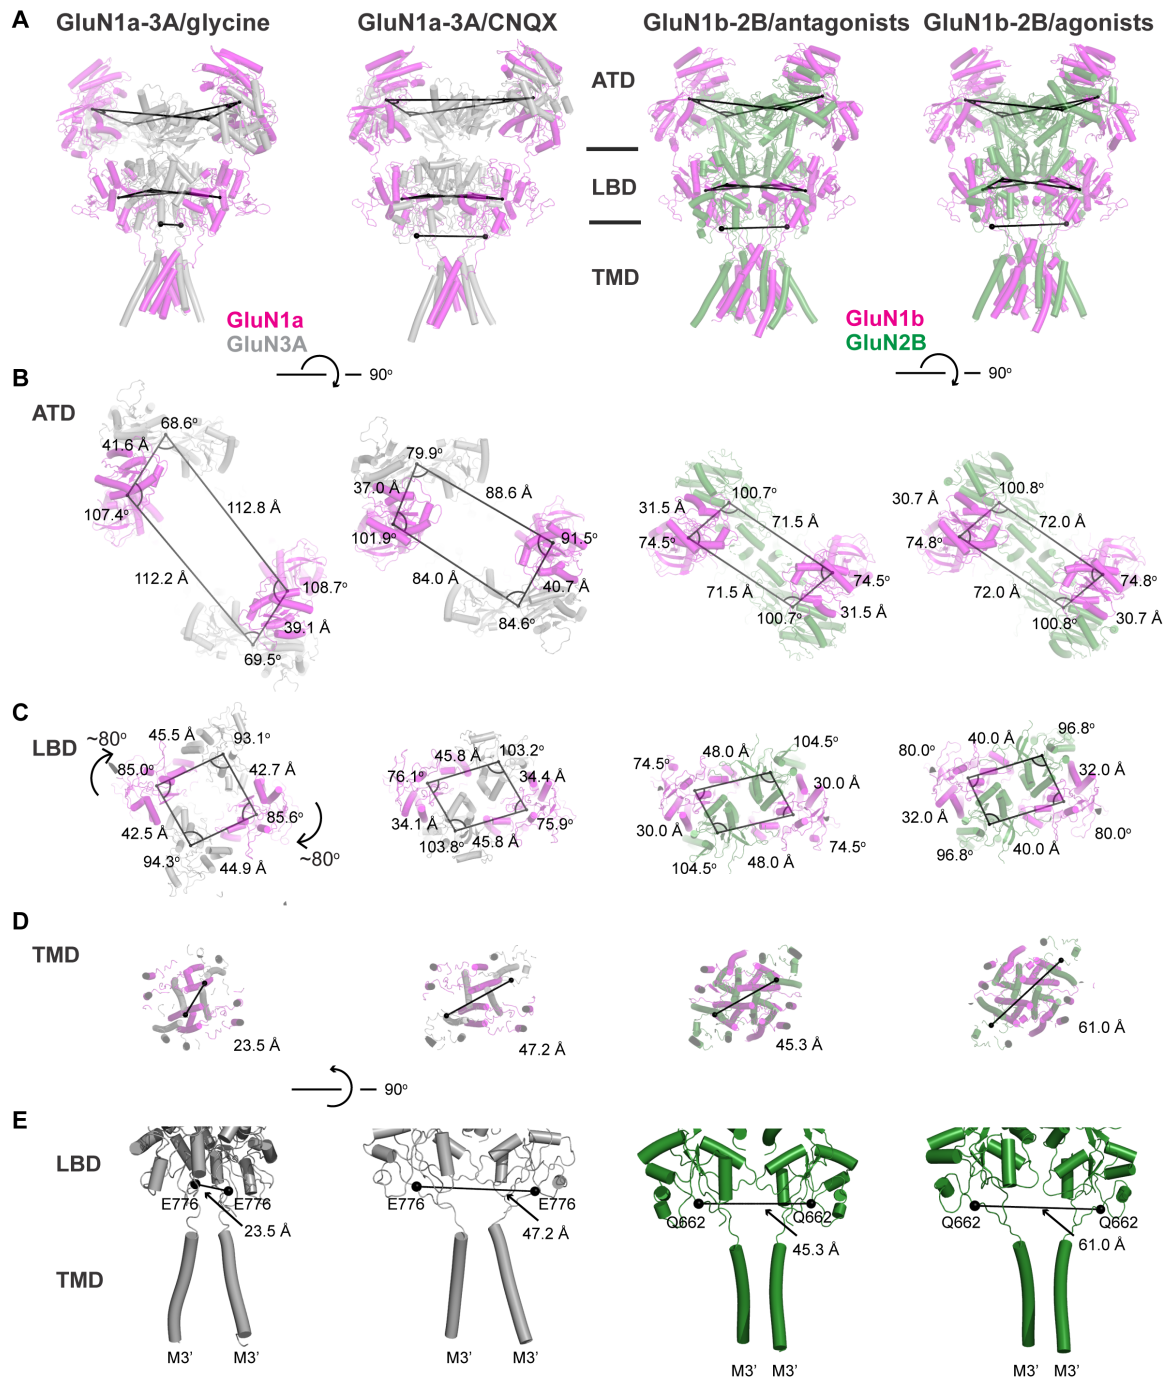 A
GluN1a-3A/glycine
GluN1a-3A/CNQX
GluN1b-2B/antagonists
GluN1b-2B/agonists
ATD
LBD
TMD
GluN1a
GluN3A
GluN1b
GluN2B
90°
90°
B
ATD
68.6°
41.6 Å
107.4°
112.8 Å
112.2 Å
108.7°
39.1 Å
69.5°
79.9°
37.0 Å
88.6 Å
101.9°
91.5°
84.0 Å
40.7 Å
84.6°
100.7°
31.5 Å
71.5 Å
74.5°
74.5°
71.5 Å
31.5 Å
100.7°
100.8°
30.7 Å
72.0 Å
74.8°
74.8°
72.0 Å
30.7 Å
100.8°
C
LBD
~80°
45.5 Å
93.1°
85.0°
42.7 Å
42.5 Å
85.6°
94.3°
44.9 Å
~80°
45.8 Å
103.2°
76.1°
34.4 Å
34.1 Å
75.9°
103.8°
45.8 Å
48.0 Å
104.5°
74.5°
30.0 Å
30.0 Å
74.5°
104.5°
48.0 Å
40.0 Å
96.8°
80.0°
32.0 Å
32.0 Å
80.0°
96.8°
40.0 Å
D
TMD
23.5 Å
47.2 Å
45.3 Å
61.0 Å
90°
E
LBD
TMD
E776
E776
23.5 Å
M3'
M3'
E776
E776
47.2 Å
M3'
M3'
Q662
Q662
45.3 Å
M3'
M3'
Q662
Q662
61.0 Å
M3'
M3'